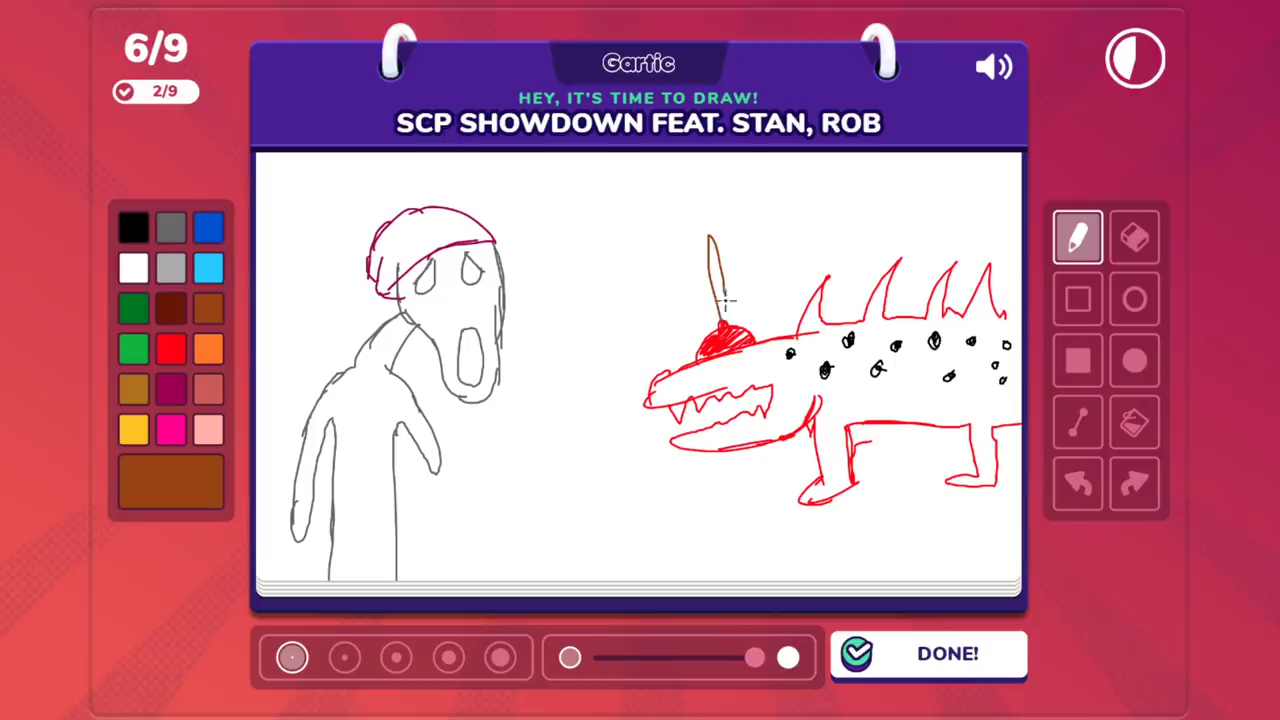 6/9
2/9
Gartic
HEY, IT'S TIME TO DRAW!
SCP SHOWDOWN FEAT. STAN, ROB
DONE!